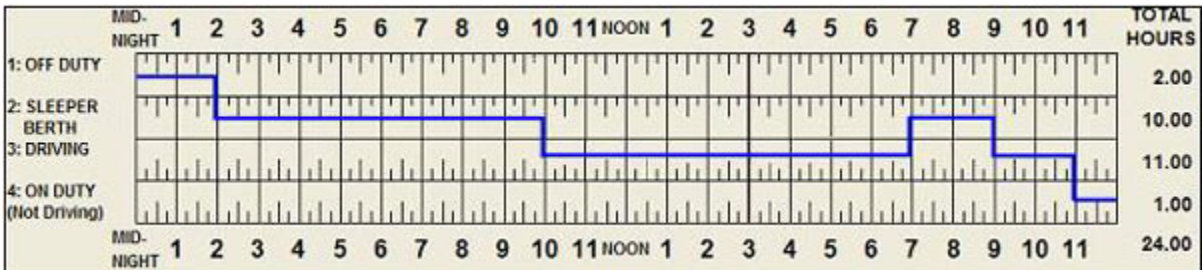 MID-NIGHT 1 2 3 4 5 6 7 8 9 10 11 NOON 1 2 3 4 5 6 7 8 9 10 11 TOTAL HOURS
1: OFF DUTY 2.00
2: SLEEPER BERTH 10.00
3: DRIVING 11.00
4: ON DUTY (Not Driving) 1.00
MID-NIGHT 1 2 3 4 5 6 7 8 9 10 11 NOON 1 2 3 4 5 6 7 8 9 10 11 24.00